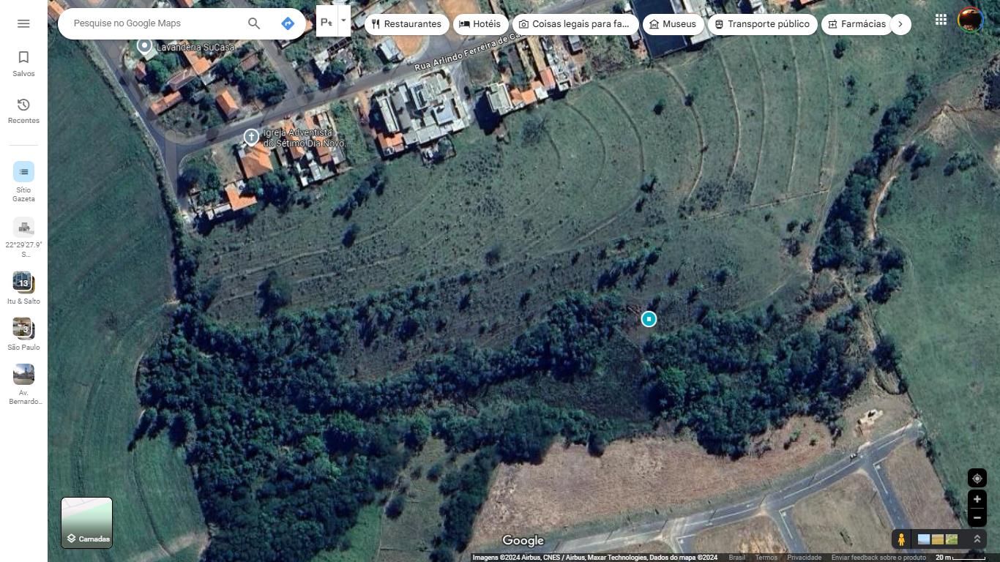 Pesquise no Google Maps
Restaurantes
Hotéis
Coisas legais para fa...
Museus
Transporte público
Farmácias
Salvos
Recentes
Sítio
Gazeta
22°29'27.9"
S...
13
Itu & Salto
3
São Paulo
Av.
Bernardo...
Lavanderia SuCasa
Rua Arlindo Ferreira de Ca
Igreja Adventista
do Sétimo Dia Novo...
Camadas
Google
Imagens ©2024 Airbus, CNES / Airbus, Maxar Technologies, Dados do mapa ©2024
Brasil
Termos
Privacidade
Enviar feedback sobre o produto
20 m